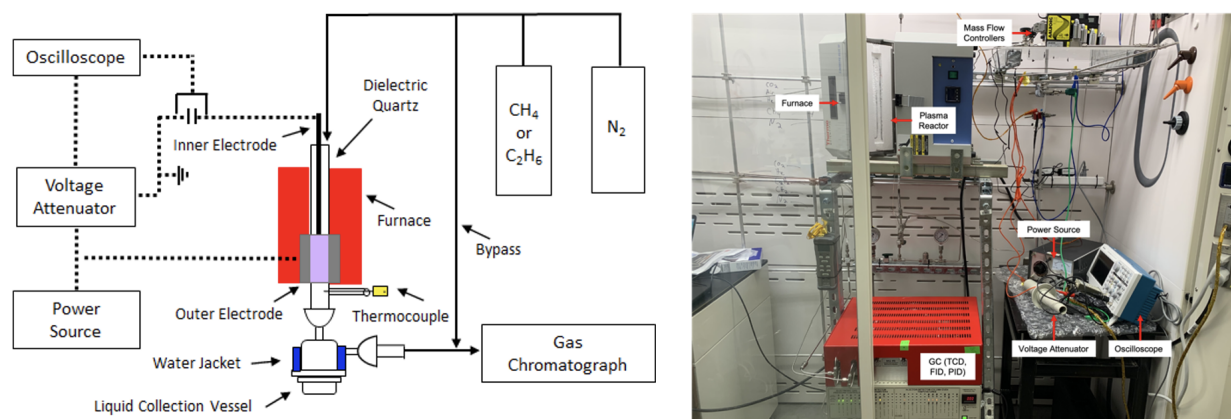 Oscilloscope
Dielectric
Quartz
Inner Electrode
CH4
or
C2H6
N2
Voltage
Attenuator
Furnace
Bypass
Power
Source
Outer Electrode
Thermocouple
Water Jacket
Gas
Chromatograph
Liquid Collection Vessel
Mass Flow
Controllers
Furnace
Plasma
Reactor
Power Source
Voltage Attenuator
Oscilloscope
GC (TCD,
FID, PID)